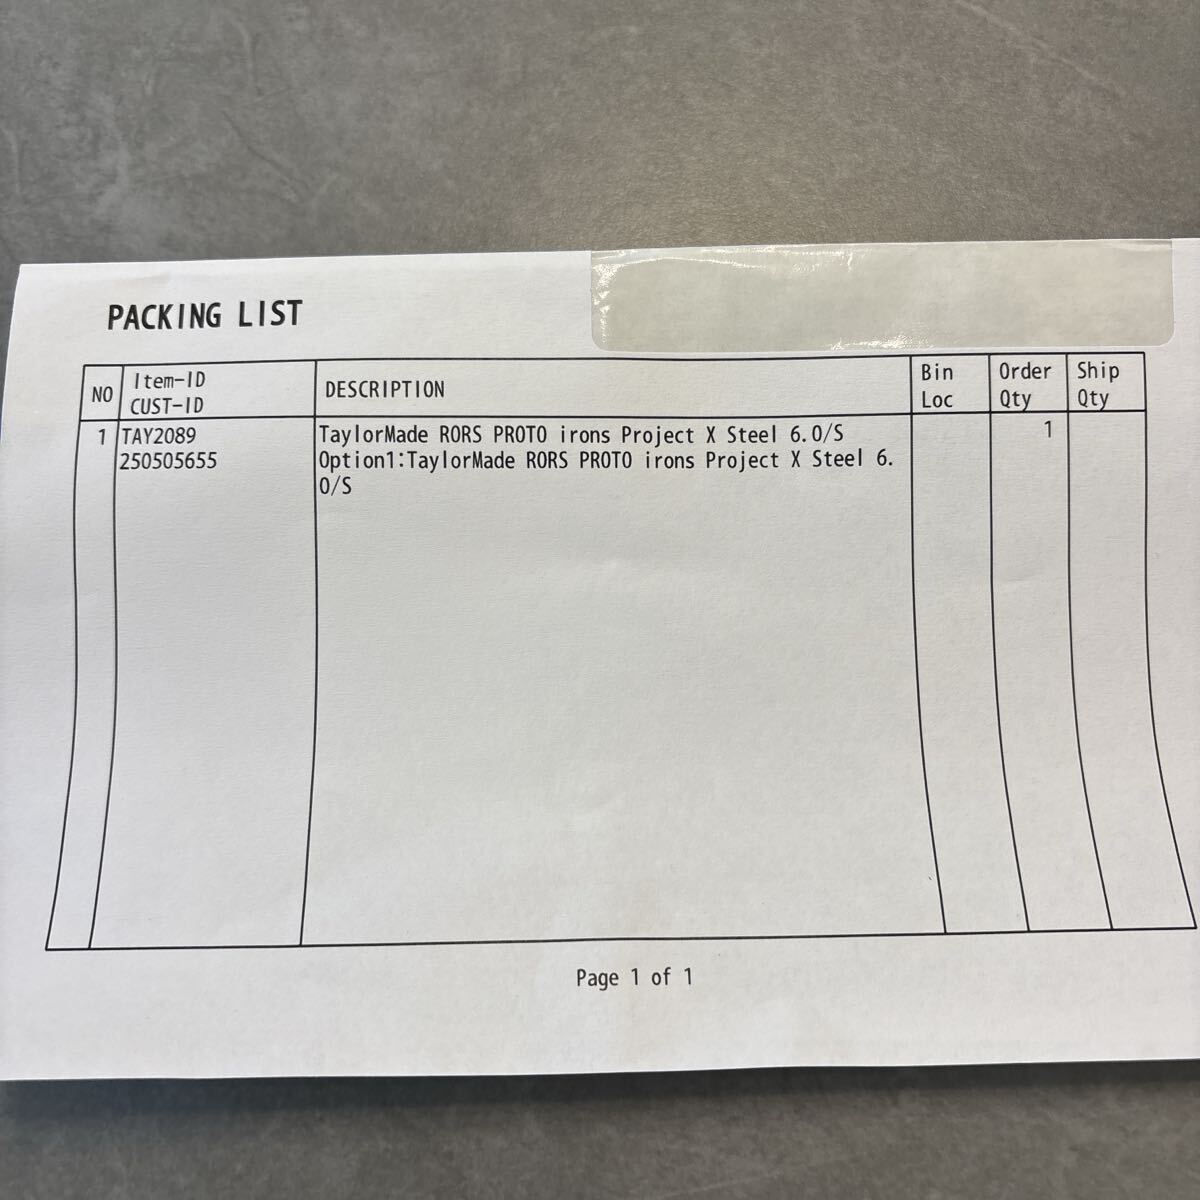 PACKING LIST
NO Item-ID CUST-ID DESCRIPTION Bin Loc Order Qty Ship Qty
1 TAY2089 TaylorMade RORS PROTO irons Project X Steel 6.0/S 1
250505655 Option1:TaylorMade RORS PROTO irons Project X Steel 6.
0/S
Page 1 of 1